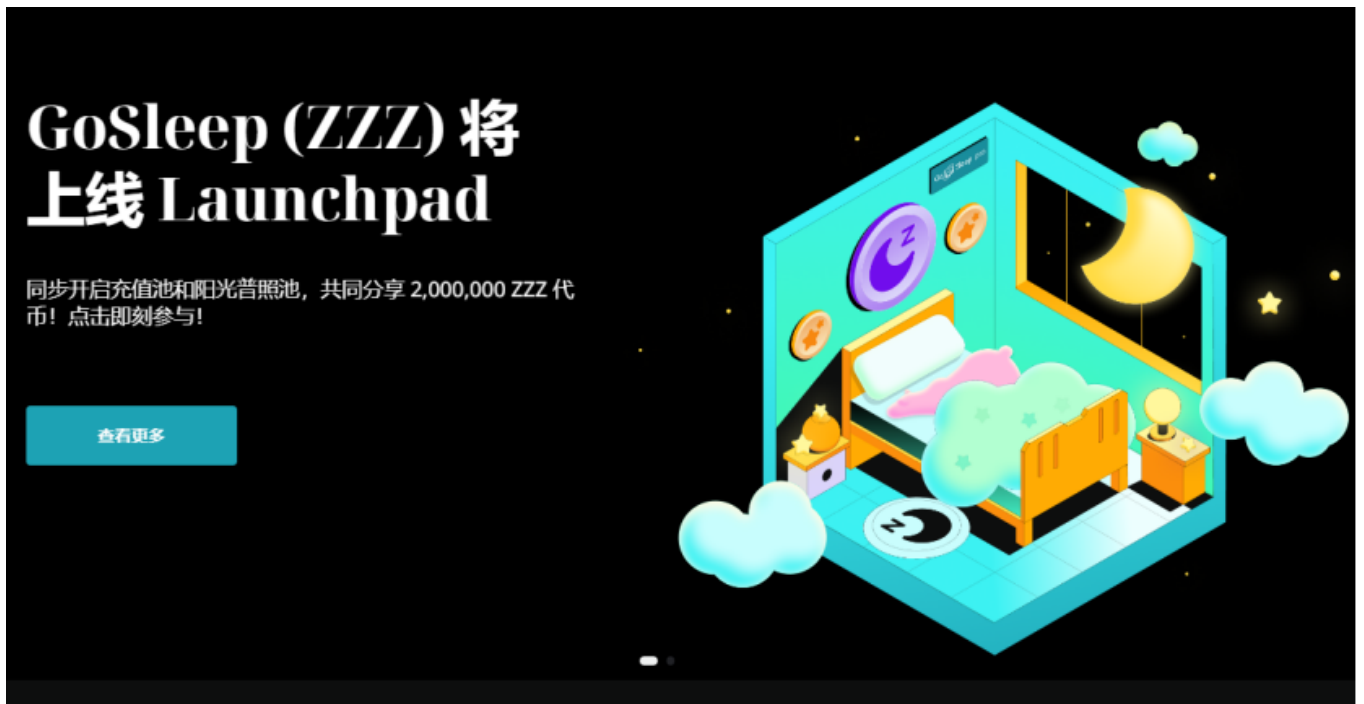 GoSleep (ZZZ) 将
上线 Launchpad
同步开启充值池和阳光普照池，共同分享 2,000,000 ZZZ 代
币！点击即刻参与！
查看更多
Go Sleep
Z
Z